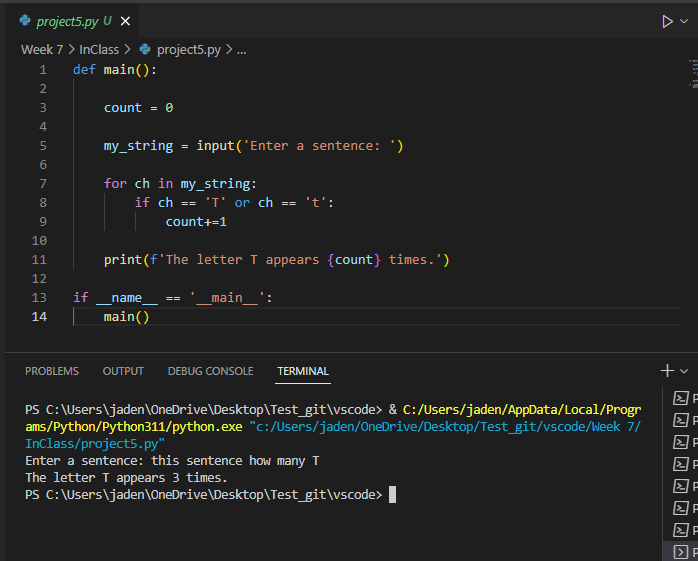 project5.py U
Week 7 > InClass > project5.py > ...
1 def main():
2
3 count = 0
4
5 my_string = input('Enter a sentence: ')
6
7 for ch in my_string:
8 if ch == 'T' or ch == 't':
9 count+=1
10
11 print(f'The letter T appears {count} times.')
12
13 if __name__ == '__main__':
14 main()
PROBLEMS OUTPUT DEBUG CONSOLE TERMINAL
PS C:\Users\jaden\OneDrive\Desktop\Test_git\vscode> & C:/Users/jaden/AppData/Local/Progr
ams/Python/Python311/python.exe "c:/Users/jaden/OneDrive/Desktop/Test_git/vscode/Week 7/
InClass/project5.py"
Enter a sentence: this sentence how many T
The letter T appears 3 times.
PS C:\Users\jaden\OneDrive\Desktop\Test_git\vscode>